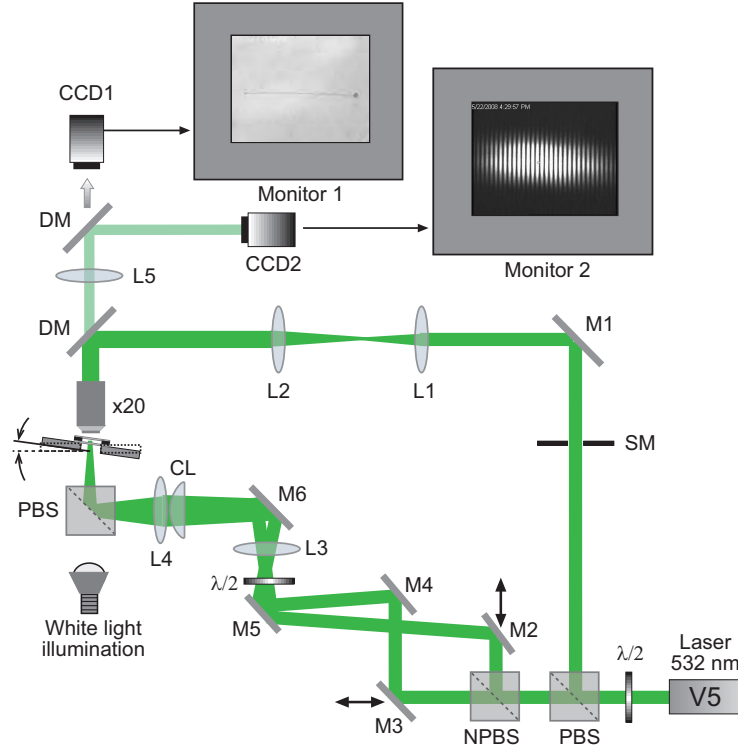 CCD1
Monitor 1
5/22/2008 4:29:57 PM
Monitor 2
DM
CCD2
L5
DM
M1
L2
L1
x20
SM
PBS
CL
M6
L4
L3
λ/2
M4
M5
M2
White light
illumination
λ/2
Laser
532 nm
V5
M3
NPBS
PBS